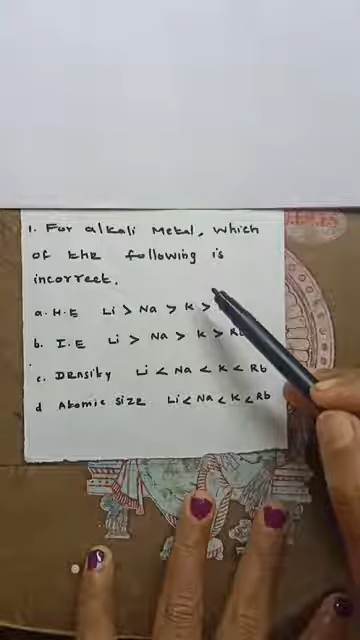 1. For alkali Metal, which
of the following is
incorrect.
a. H.E Li > Na > K >
b. I.E Li > Na > K > Rb
c. Density Li < Na < K < Rb
d Atomic size Li < Na < K < Rb